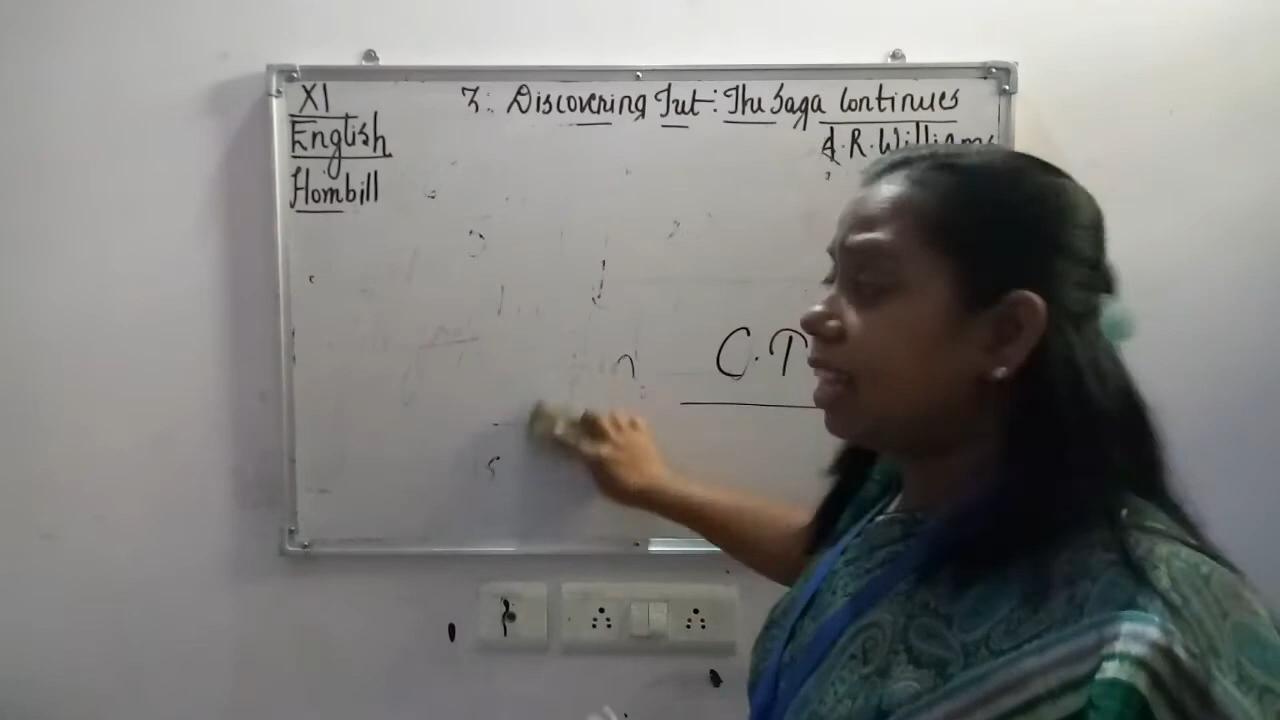 XI
3. Discovering Tut: The Saga Continues
English
A.R. Williams
Hornbill
C.T